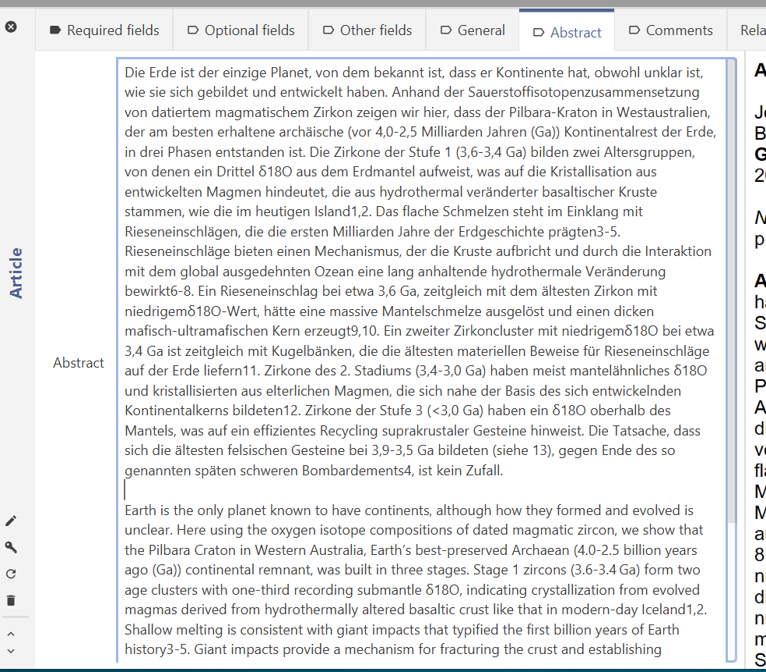 Required fields
Optional fields
Other fields
General
Abstract
Comments
Article
Abstract
Die Erde ist der einzige Planet, von dem bekannt ist, dass er Kontinente hat, obwohl unklar ist,
wie sie sich gebildet und entwickelt haben. Anhand der Sauerstoffisotopenzusammensetzung
von datiertem magmatischem Zirkon zeigen wir hier, dass der Pilbara-Kraton in Westaustralien,
der am besten erhaltene archäische (vor 4,0-2,5 Milliarden Jahren (Ga)) Kontinentalrest der Erde,
in drei Phasen entstanden ist. Die Zirkone der Stufe 1 (3,6-3,4 Ga) bilden zwei Altersgruppen,
von denen ein Drittel δ18O aus dem Erdmantel aufweist, was auf die Kristallisation aus
entwickelten Magmen hindeutet, die aus hydrothermal veränderter basaltischer Kruste
stammen, wie die im heutigen Island1,2. Das flache Schmelzen steht im Einklang mit
Rieseneinschlägen, die die ersten Milliarden Jahre der Erdgeschichte prägten3-5.
Rieseneinschläge bieten einen Mechanismus, der die Kruste aufbricht und durch die Interaktion
mit dem global ausgedehnten Ozean eine lang anhaltende hydrothermale Veränderung
bewirkt6-8. Ein Rieseneinschlag bei etwa 3,6 Ga, zeitgleich mit dem ältesten Zirkon mit
niedrigemδ18O-Wert, hätte eine massive Mantelschmelze ausgelöst und einen dicken
mafisch-ultramafischen Kern erzeugt9,10. Ein zweiter Zirkoncluster mit niedrigemδ18O bei etwa
3,4 Ga ist zeitgleich mit Kugelbänken, die die ältesten materiellen Beweise für Rieseneinschläge
auf der Erde liefern11. Zirkone des 2. Stadiums (3,4-3,0 Ga) haben meist mantelähnliches δ18O
und kristallisierten aus elterlichen Magmen, die sich nahe der Basis des sich entwickelnden
Kontinentalkerns bildeten12. Zirkone der Stufe 3 (<3,0 Ga) haben ein δ18O oberhalb des
Mantels, was auf ein effizientes Recycling suprakrustaler Gesteine hinweist. Die Tatsache, dass
sich die ältesten felsischen Gesteine bei 3,9-3,5 Ga bildeten (siehe 13), gegen Ende des so
genannten späten schweren Bombardements4, ist kein Zufall.
Earth is the only planet known to have continents, although how they formed and evolved is
unclear. Here using the oxygen isotope compositions of dated magmatic zircon, we show that
the Pilbara Craton in Western Australia, Earth's best-preserved Archaean (4.0-2.5 billion years
ago (Ga)) continental remnant, was built in three stages. Stage 1 zircons (3.6-3.4 Ga) form two
age clusters with one-third recording submantle δ18O, indicating crystallization from evolved
magmas derived from hydrothermally altered basaltic crust like that in modern-day Iceland1,2.
Shallow melting is consistent with giant impacts that typified the first billion years of Earth
history3-5. Giant impacts provide a mechanism for fracturing the crust and establishing